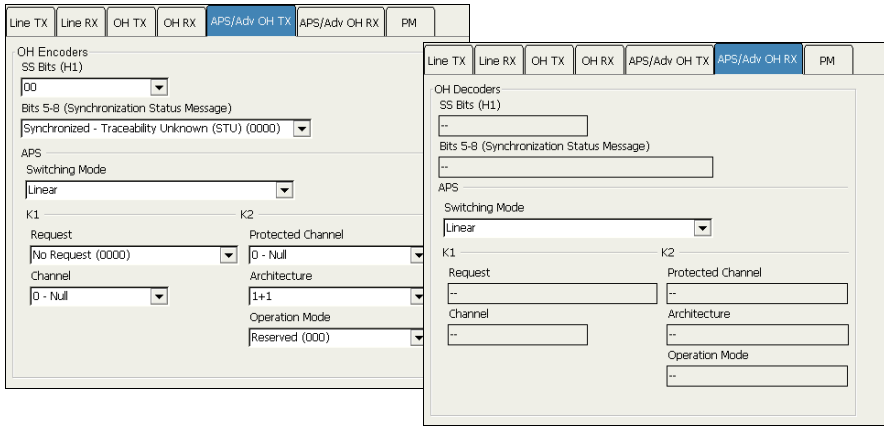 Line TX Line RX OH TX OH RX APS/Adv OH TX APS/Adv OH RX PM
OH Encoders
SS Bits (H1)
00
Bits 5-8 (Synchronization Status Message)
Synchronized - Traceability Unknown (STU) (0000)
APS
Switching Mode
Linear
K1 K2
Request Protected Channel
No Request (0000) 0 - Null
Channel Architecture
0 - Null 1+1
Operation Mode
Reserved (000)
Line TX Line RX OH TX OH RX APS/Adv OH TX APS/Adv OH RX PM
OH Decoders
SS Bits (H1)
--
Bits 5-8 (Synchronization Status Message)
--
APS
Switching Mode
Linear
K1 K2
Request Protected Channel
-- --
Channel Architecture
-- --
Operation Mode
--